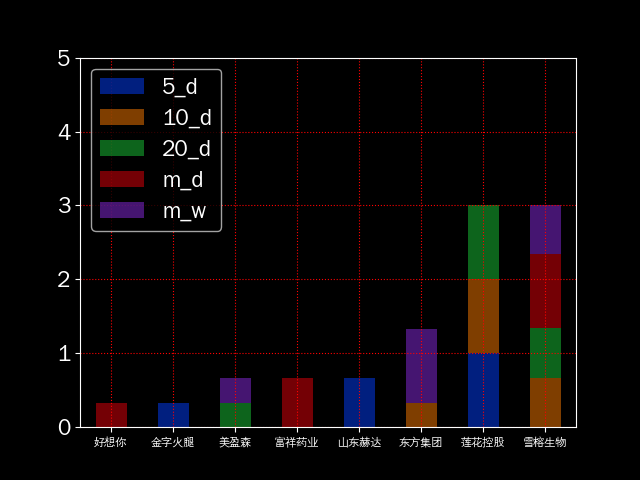 5
4
3
2
1
0
5_d
10_d
20_d
m_d
m_w
好想你 金字火腿 美盈森 富祥药业 山东赫达 东方集团 莲花控股 雪榕生物